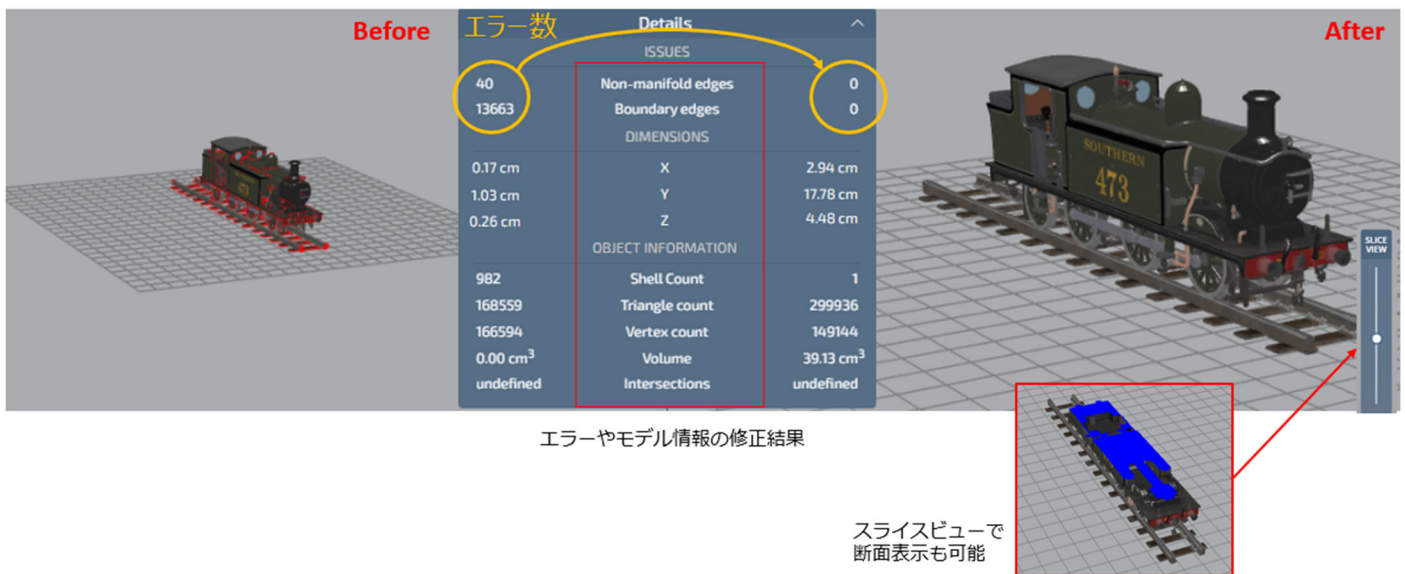 Before
エラー数
Details
After
ISSUES
40 Non-manifold edges 0
13663 Boundary edges 0
DIMENSIONS
0.17 cm X 2.94 cm
1.03 cm Y 17.78 cm
0.26 cm Z 4.48 cm
OBJECT INFORMATION
982 Shell Count 1
168559 Triangle count 299936
166594 Vertex count 149144
0.00 cm³ Volume 39.13 cm³
undefined Intersections undefined
473
SOUTHERN
473
SLICE
VIEW
エラーやモデル情報の修正結果
スライスビューで
断面表示も可能